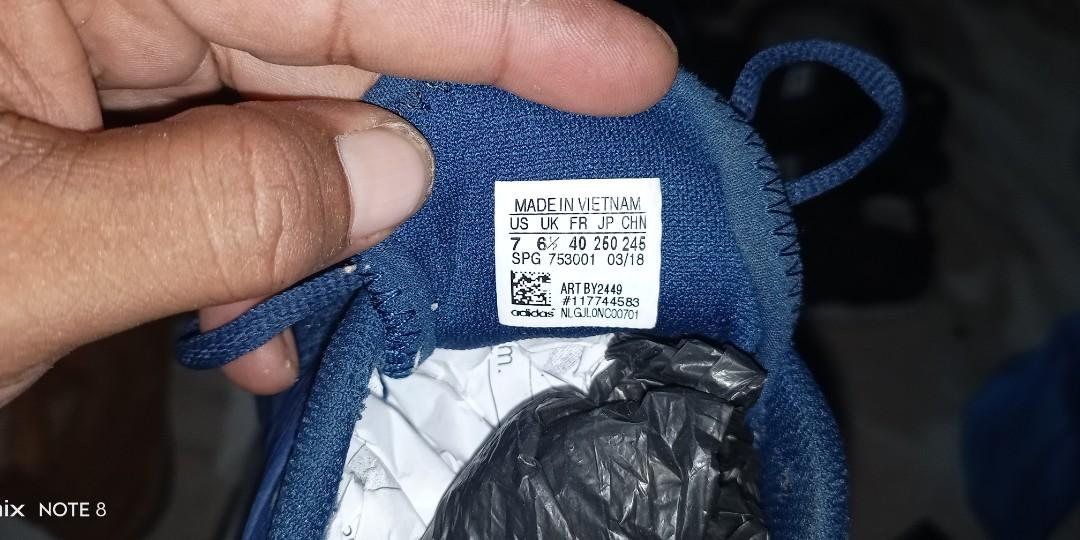 MADE IN VIETNAM
US UK FR JP CHN
7 6½ 40 250 245
SPG 753001 03/18
ART BY2449
#117744583
adidas NLGJL0NC00701
m.
ix NOTE 8